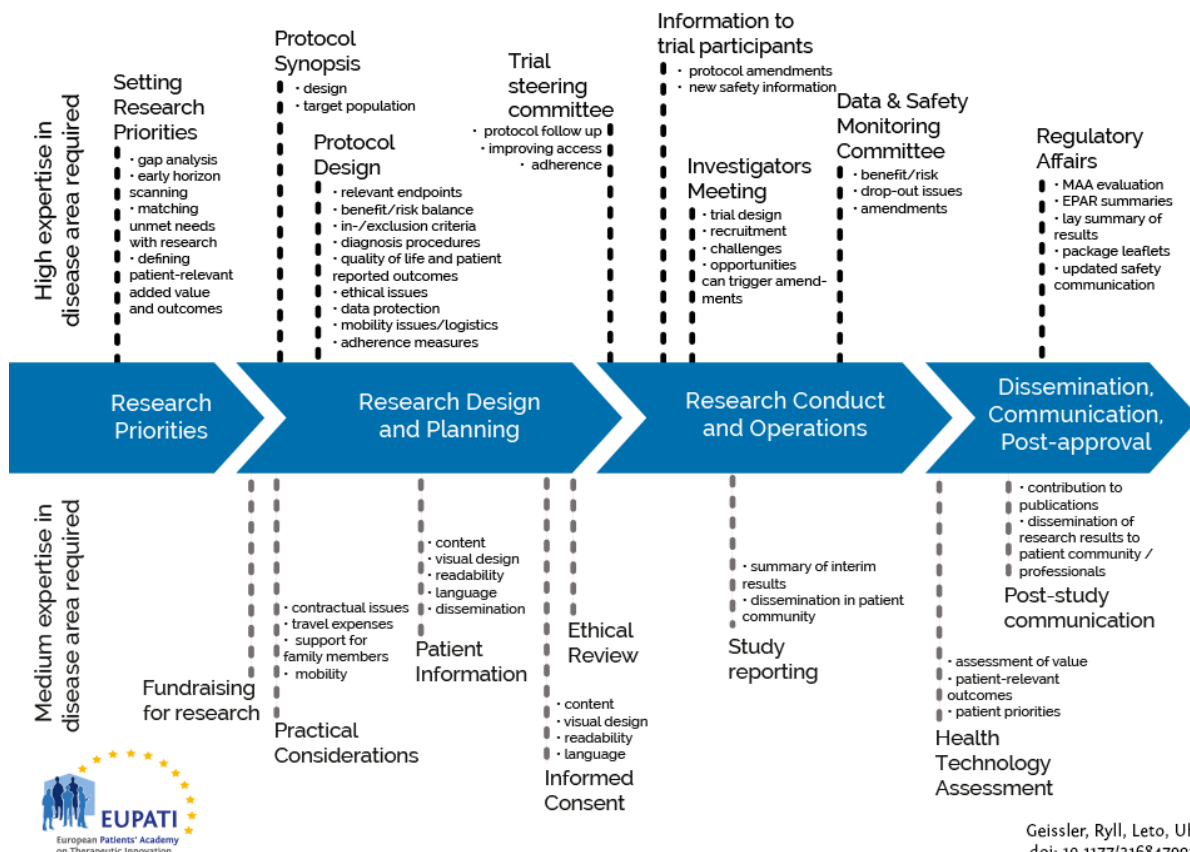 High expertise in
disease area required
Setting
Research
Priorities
· gap analysis
· early horizon
scanning
· matching
unmet needs
with research
· defining
patient-relevant
added value
and outcomes
Protocol
Synopsis
· design
· target population
Protocol
Design
· relevant endpoints
· benefit/risk balance
· in-/exclusion criteria
· diagnosis procedures
· quality of life and patient
reported outcomes
· ethical issues
· data protection
· mobility issues/logistics
· adherence measures
Trial
steering
committee
· protocol follow up
· improving access
· adherence
Information to
trial participants
· protocol amendments
· new safety information
Investigators
Meeting
· trial design
· recruitment
· challenges
· opportunities
can trigger amend-
ments
Data & Safety
Monitoring
Committee
· benefit/risk
· drop-out issues
· amendments
Regulatory
Affairs
· MAA evaluation
· EPAR summaries
· lay summary of
results
· package leaflets
· updated safety
communication
Research
Priorities
Research Design
and Planning
Research Conduct
and Operations
Dissemination,
Communication,
Post-approval
Medium expertise in
disease area required
Fundraising
for research
· contractual issues
· travel expenses
· support for
family members
· mobility
Practical
Considerations
· content
· visual design
· readability
· language
· dissemination
Patient
Information
Ethical
Review
· content
· visual design
· readability
· language
Informed
Consent
· summary of interim
results
· dissemination in patient
community
Study
reporting
· contribution to
publications
· dissemination of
research results to
patient community /
professionals
Post-study
communication
· assessment of value
· patient-relevant
outcomes
· patient priorities
Health
Technology
Assessment
EUPATI
European Patients' Academy
on Therapeutic Innovation
Geissler, Ryll, Leto,